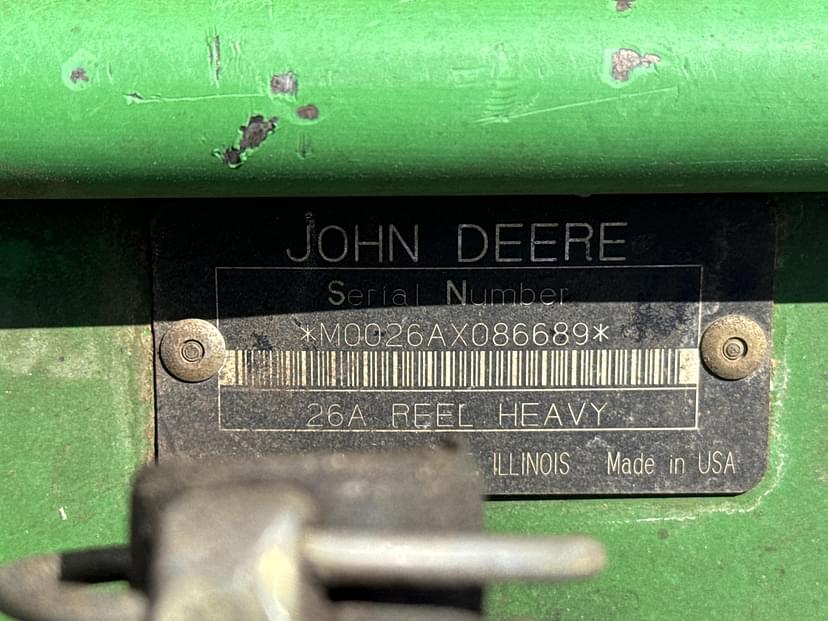 JOHN DEERE
Serial Number
*M0026AX086689*
26A REEL HEAVY
ILLINOIS Made in USA